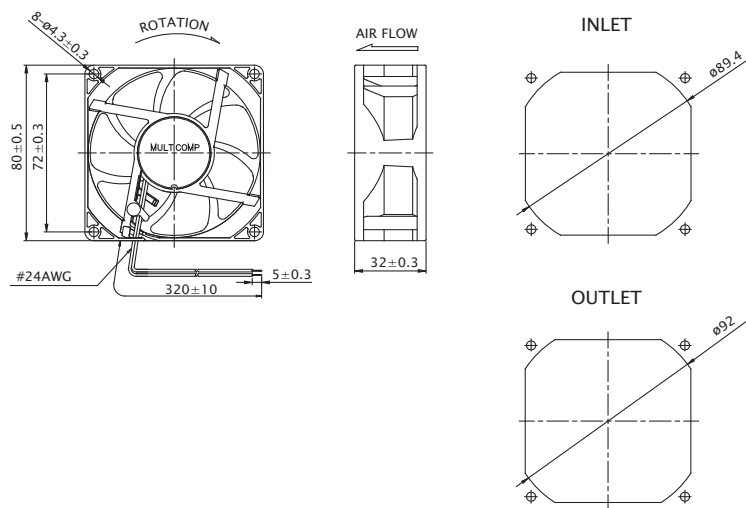 8-ø4.3±0.3
ROTATION
AIR FLOW
INLET
ø89.4
80±0.5
72±0.3
MULTICOMP
#24AWG
320±10
5±0.3
32±0.3
OUTLET
ø92